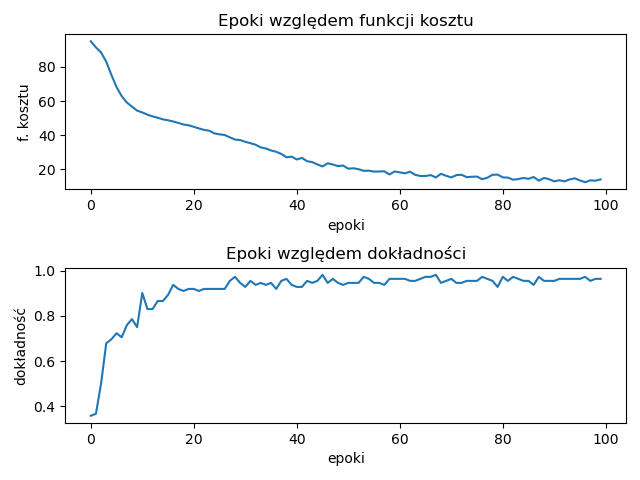 Epoki względem funkcji kosztu
f. kosztu
80
60
40
20
0 20 40 60 80 100
epoki
Epoki względem dokładności
dokładność
1.0
0.8
0.6
0.4
0 20 40 60 80 100
epoki